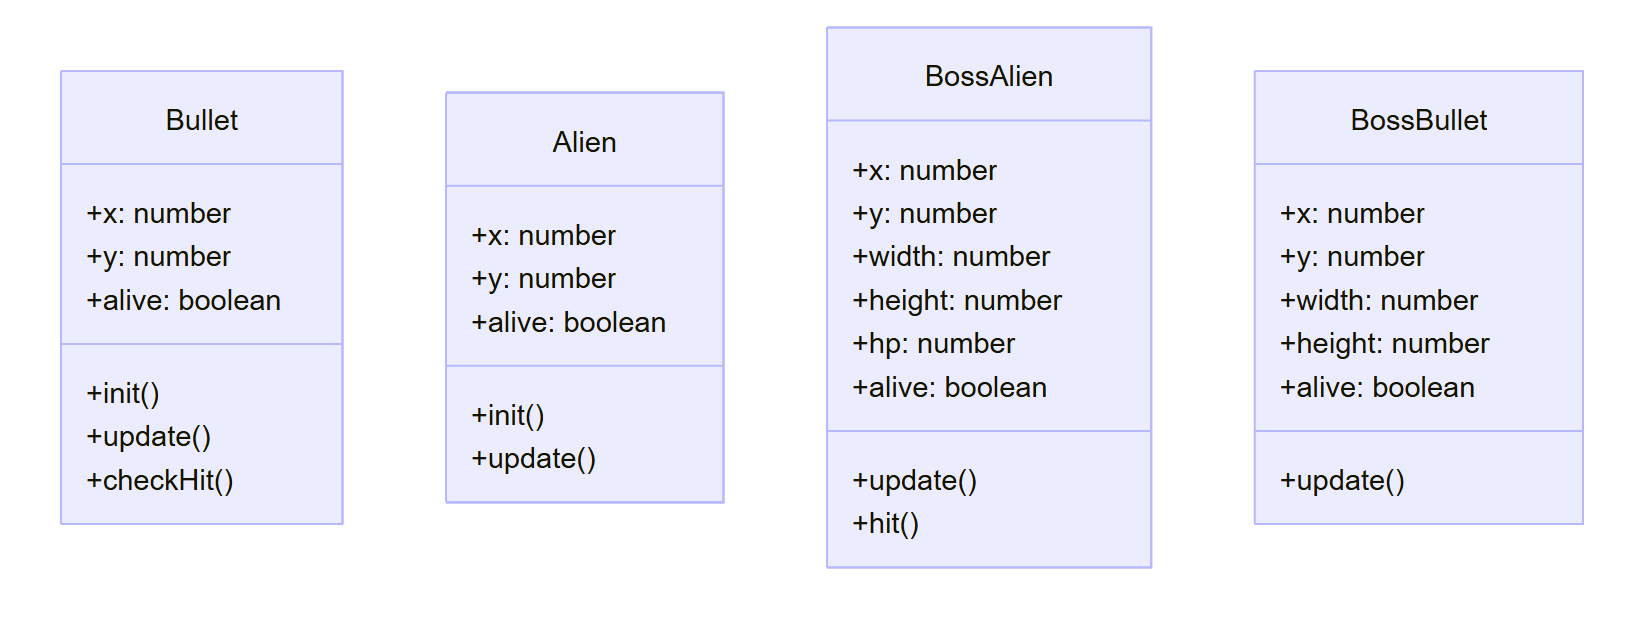 Bullet
+x: number
+y: number
+alive: boolean
+init()
+update()
+checkHit()
Alien
+x: number
+y: number
+alive: boolean
+init()
+update()
BossAlien
+x: number
+y: number
+width: number
+height: number
+hp: number
+alive: boolean
+update()
+hit()
BossBullet
+x: number
+y: number
+width: number
+height: number
+alive: boolean
+update()